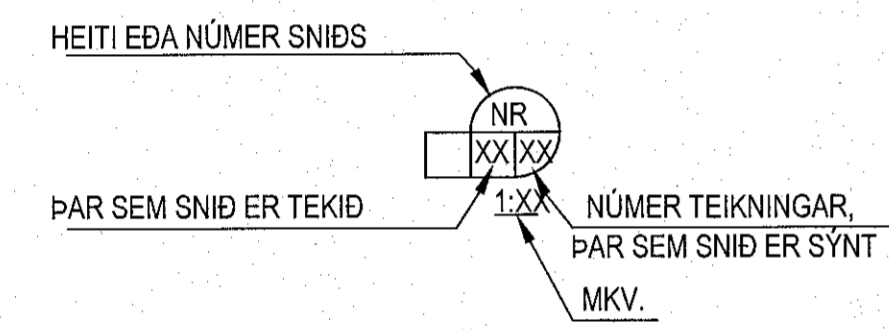 HEITI EÐA NÚMER SNIÐS
NR
XX XX
ÞAR SEM SNIÐ ER TEKIÐ
1:XX
NÚMER TEIKNINGAR,
ÞAR SEM SNIÐ ER SÝNT
MKV.